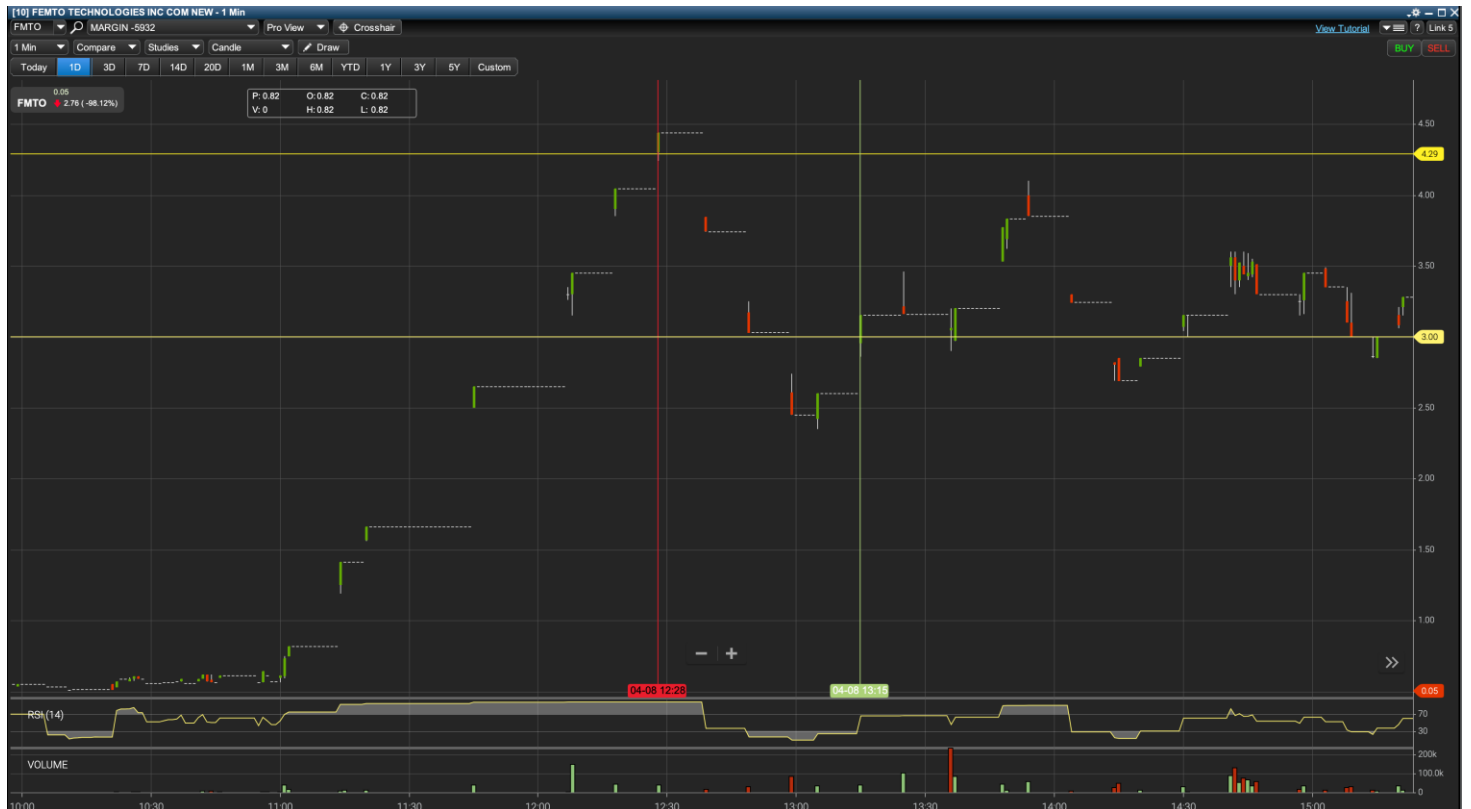 [10] FEMTO TECHNOLOGIES INC COM NEW - 1 Min
FMTO MARGIN -5932 Pro View Crosshair View Tutorial ? Link 5
1 Min Compare Studies Candle Draw BUY SELL
Today 1D 3D 7D 14D 20D 1M 3M 6M YTD 1Y 3Y 5Y Custom
0.05
FMTO 2.76 ( -98.12%)
P: 0.82 O: 0.82 C: 0.82
V: 0 H: 0.82 L: 0.82
4.50
4.29
4.00
3.50
3.00
2.50
2.00
1.50
1.00
04-08 12:28 04-08 13:15 0.05
RSI (14) 70
30
VOLUME 200k
100.0k
0
10:00 10:30 11:00 11:30 12:00 12:30 13:00 13:30 14:00 14:30 15:00